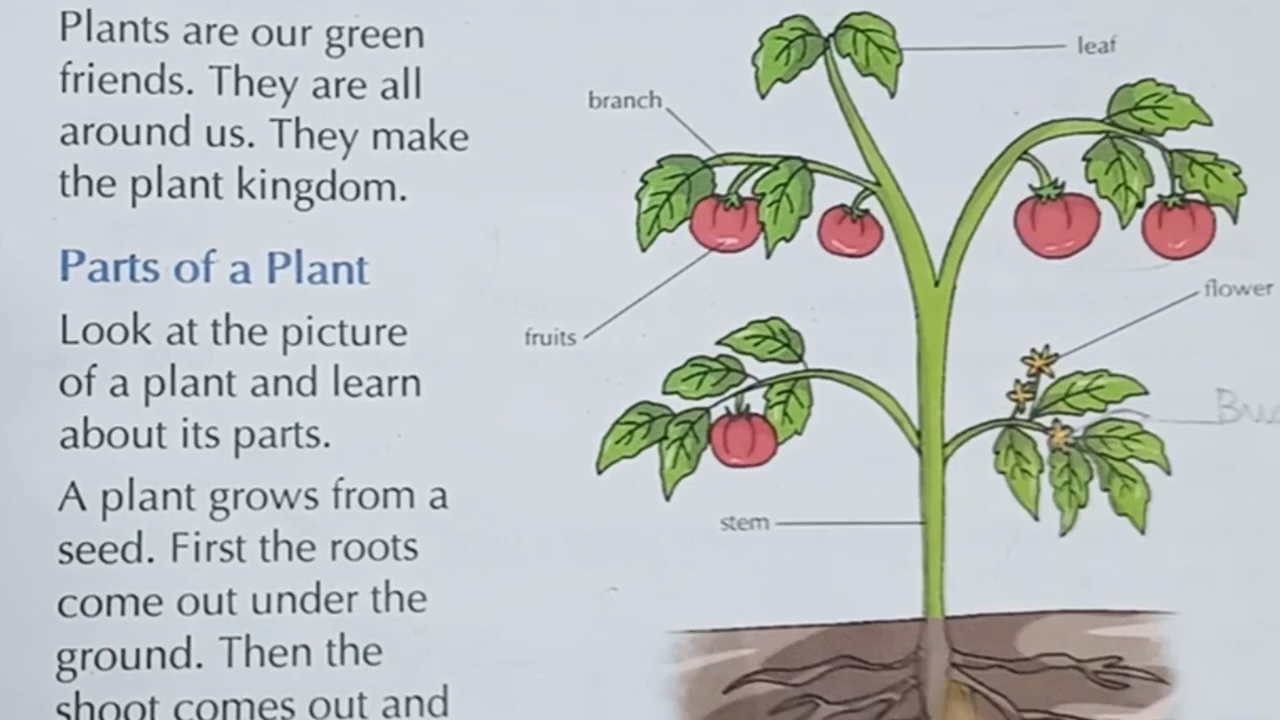 Plants are our green
friends. They are all
around us. They make
the plant kingdom.
Parts of a Plant
Look at the picture
of a plant and learn
about its parts.
A plant grows from a
seed. First the roots
come out under the
ground. Then the
shoot comes out and
leaf
branch
flower
fruits
stem